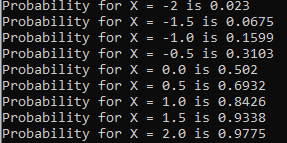 Probability for X = -2 is 0.023
Probability for X = -1.5 is 0.0675
Probability for X = -1.0 is 0.1599
Probability for X = -0.5 is 0.3103
Probability for X = 0.0 is 0.502
Probability for X = 0.5 is 0.6932
Probability for X = 1.0 is 0.8426
Probability for X = 1.5 is 0.9338
Probability for X = 2.0 is 0.9775